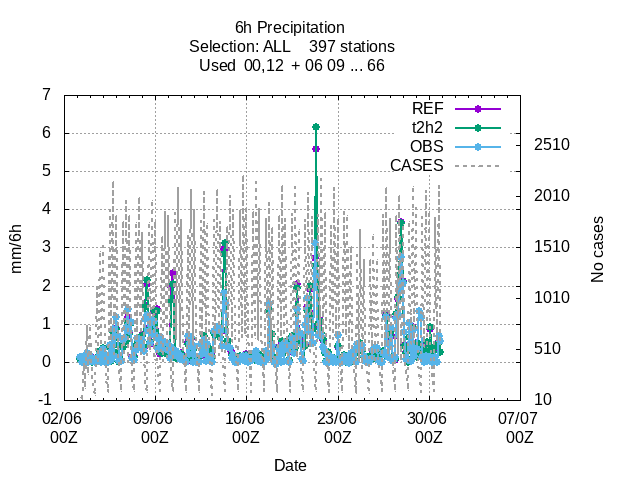 6h Precipitation
Selection: ALL 397 stations
Used 00,12 + 06 09 ... 66
REF
t2h2
OBS
CASES
7
6
5
4
3
2
1
0
-1
mm/6h
2510
2010
1510
1010
510
10
No cases
02/06 09/06 16/06 23/06 30/06 07/07
00Z 00Z 00Z 00Z 00Z 00Z
Date